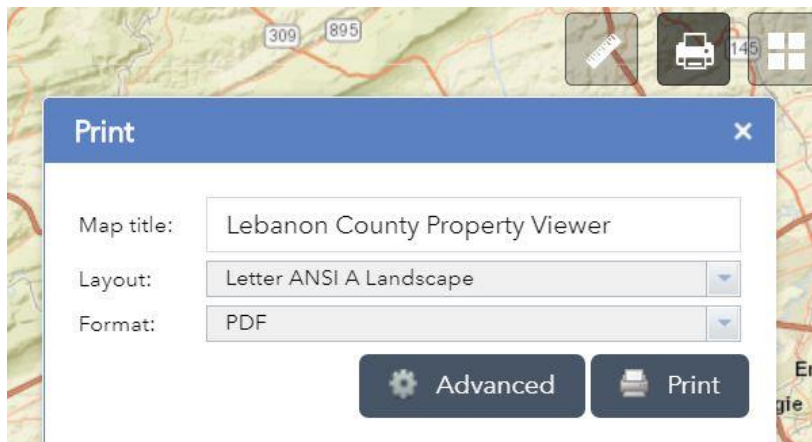 309 895
145
Print
Map title: Lebanon County Property Viewer
Layout: Letter ANSI A Landscape
Format: PDF
Advanced Print